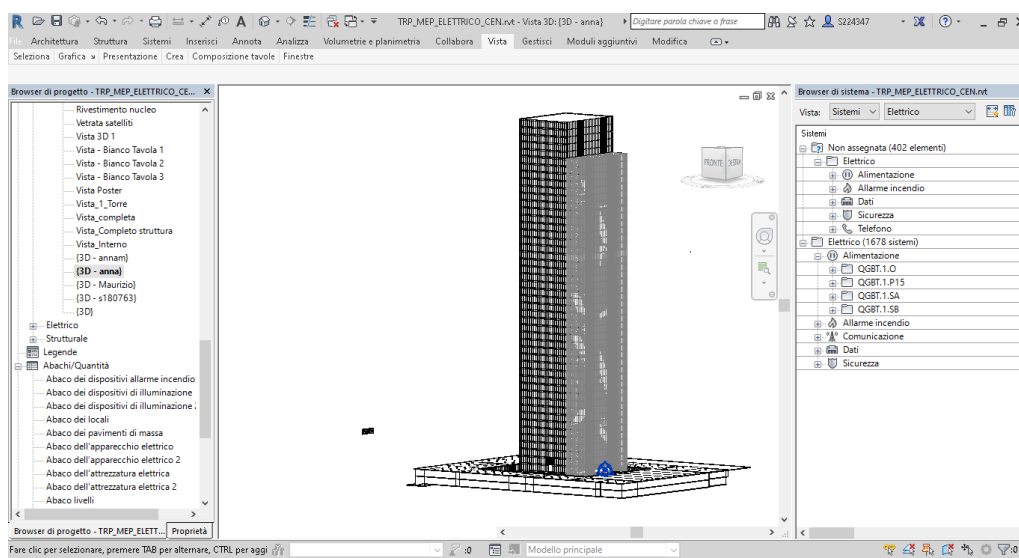 TRP_MEP_ELETTRICO_CEN.rvt - Vista 3D: {3D - anna}
Digitare parola chiave o frase
S224347
File Architettura Struttura Sistemi Inserisci Annota Analizza Volumetrie e planimetria Collabora Vista Gestisci Moduli aggiuntivi Modifica
Seleziona Grafica Presentazione Crea Composizione tavole Finestre
Browser di progetto - TRP_MEP_ELETTRICO_CE...
Rivestimento nucleo
Vetrata satelliti
Vista 3D 1
Vista - Bianco Tavola 1
Vista - Bianco Tavola 2
Vista - Bianco Tavola 3
Vista Poster
Vista_1_Torre
Vista_completa
Vista_Completo struttura
Vista_Interno
{3D - annam}
{3D - anna}
{3D - Maurizio}
{3D - s180763}
{3D}
Elettrico
Strutturale
Legende
Abachi/Quantità
Abaco dei dispositivi allarme incendio
Abaco dei dispositivi di illuminazione
Abaco dei dispositivi di illuminazione
Abaco dei locali
Abaco dei pavimenti di massa
Abaco dell'apparecchio elettrico
Abaco dell'apparecchio elettrico 2
Abaco dell'attrezzatura elettrica
Abaco dell'attrezzatura elettrica 2
Abaco livelli
Browser di progetto - TRP_MEP_ELETT... Proprietà
FRONTE DESTRA
Browser di sistema - TRP_MEP_ELETTRICO_CEN.rvt
Vista: Sistemi Elettrico
Sistemi
Non assegnata (402 elementi)
Elettrico
Alimentazione
Allarme incendio
Dati
Sicurezza
Telefono
Elettrico (1678 sistemi)
Alimentazione
QGBT.1.O
QGBT.1.P15
QGBT.1.SA
QGBT.1.SB
Allarme incendio
Comunicazione
Dati
Sicurezza
Fare clic per selezionare, premere TAB per alternare, CTRL per aggi :0 Modello principale :0